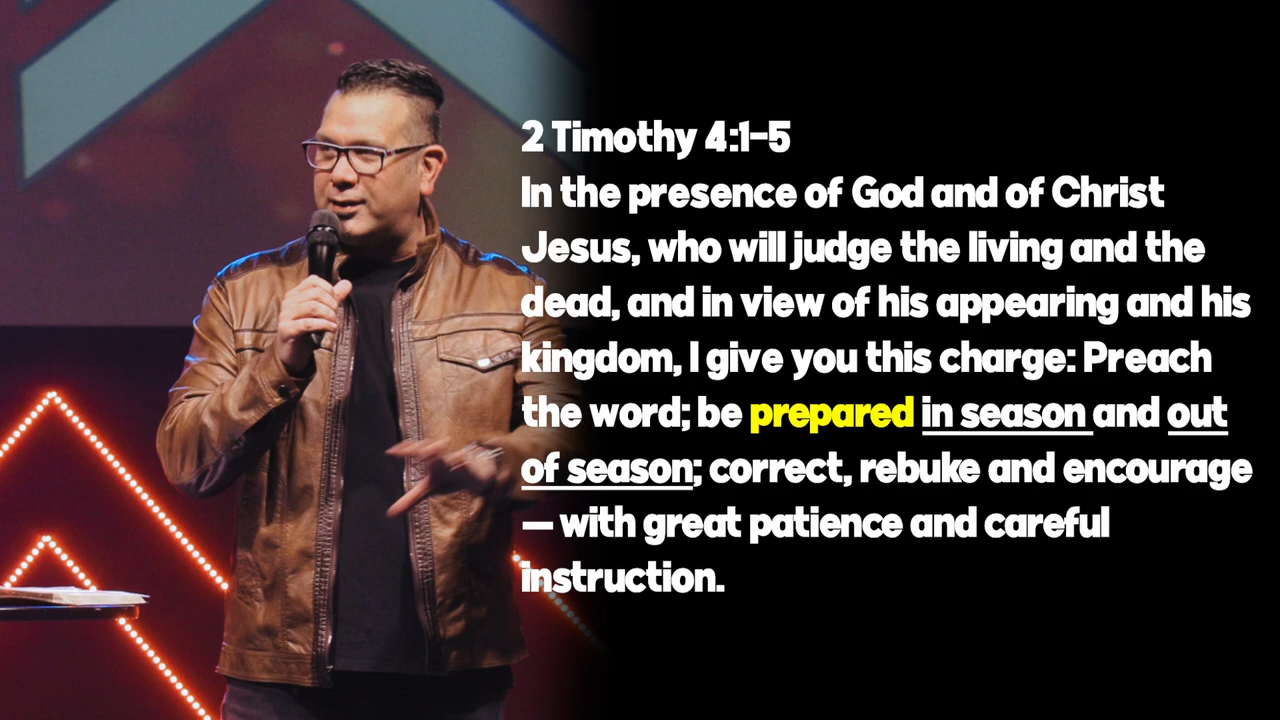 2 Timothy 4:1–5
In the presence of God and of Christ
Jesus, who will judge the living and the
dead, and in view of his appearing and his
kingdom, I give you this charge: Preach
the word; be prepared in season and out
of season; correct, rebuke and encourage
— with great patience and careful
instruction.